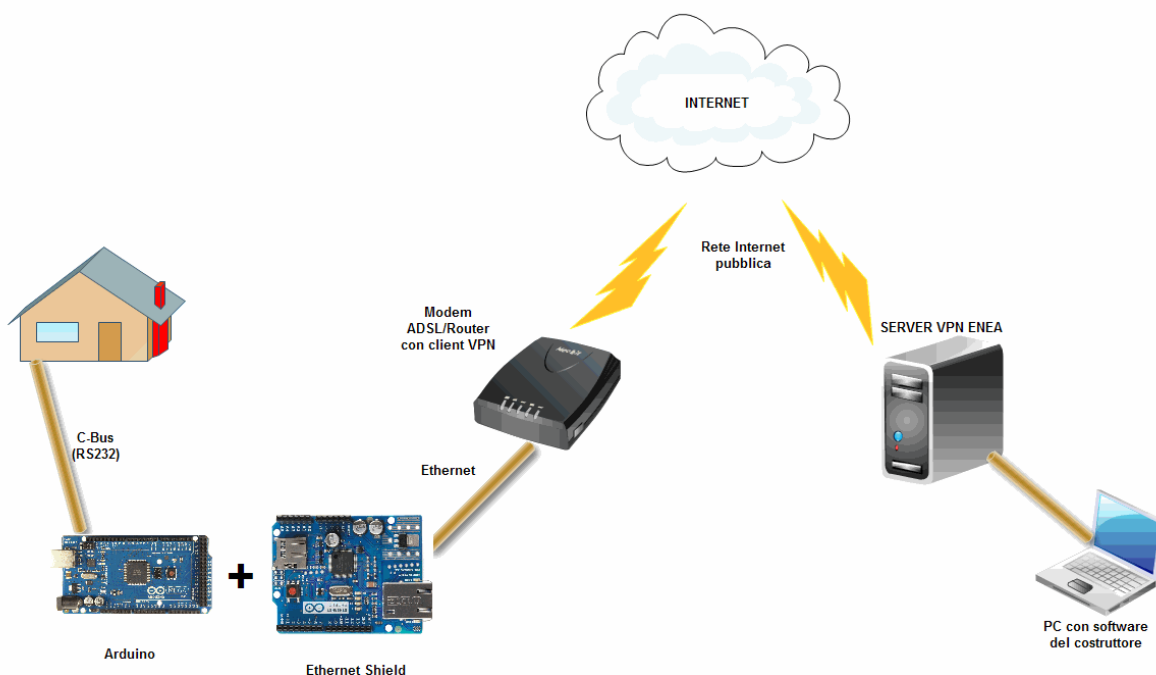 INTERNET
Rete Internet
pubblica
Modem
ADSL/Router
con client VPN
SERVER VPN ENEA
C-Bus
(RS232)
Ethernet
Arduino
Ethernet Shield
PC con software
del costruttore